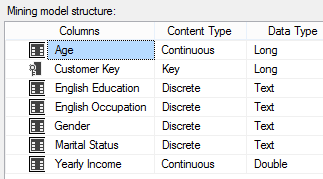 Mining model structure:
Columns Content Type Data Type
Age Continuous Long
Customer Key Key Long
English Education Discrete Text
English Occupation Discrete Text
Gender Discrete Text
Marital Status Discrete Text
Yearly Income Continuous Double